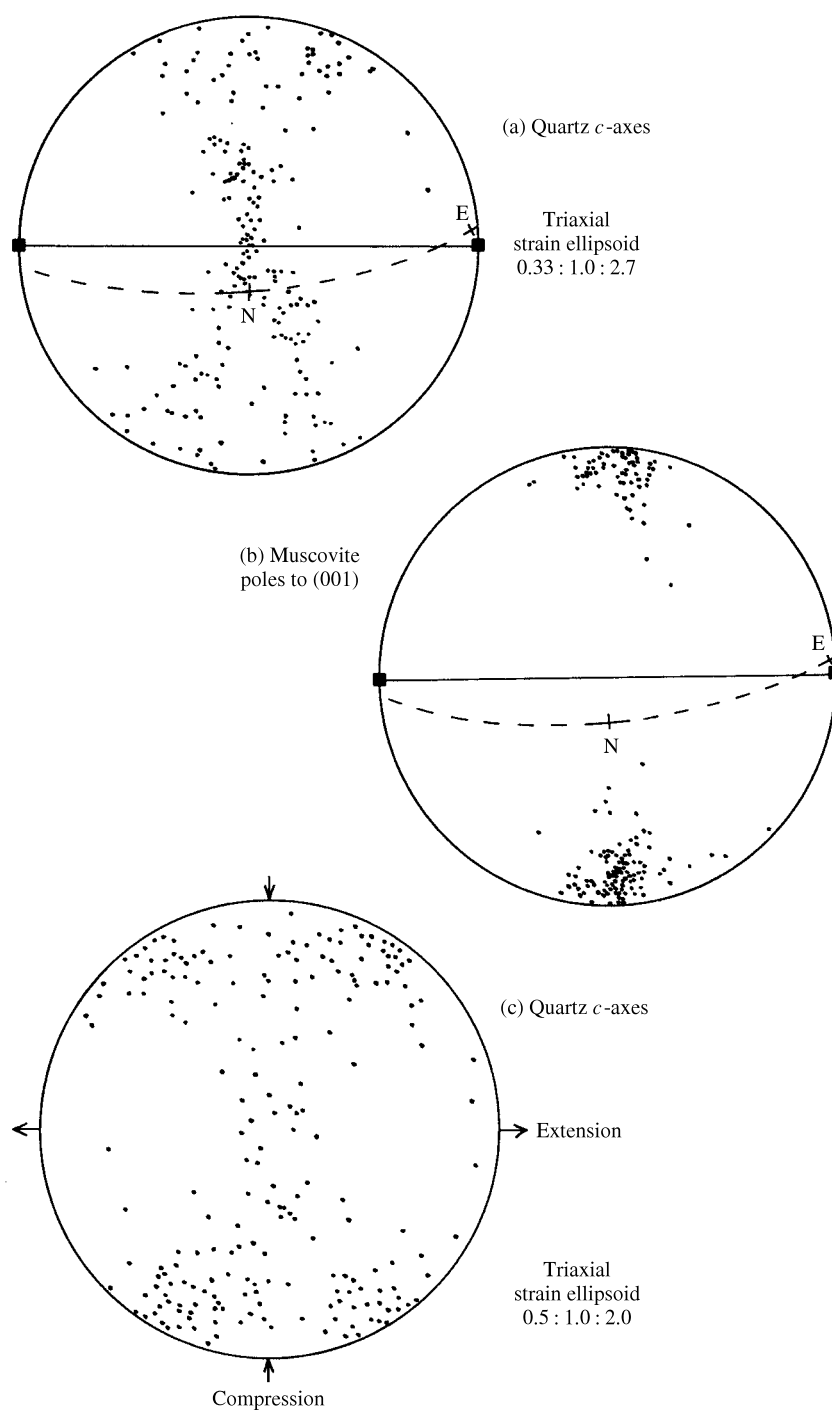 (a) Quartz c-axes
E
Triaxial
strain ellipsoid
0.33 : 1.0 : 2.7
N
(b) Muscovite
poles to (001)
E
N
(c) Quartz c-axes
Extension
Triaxial
strain ellipsoid
0.5 : 1.0 : 2.0
Compression